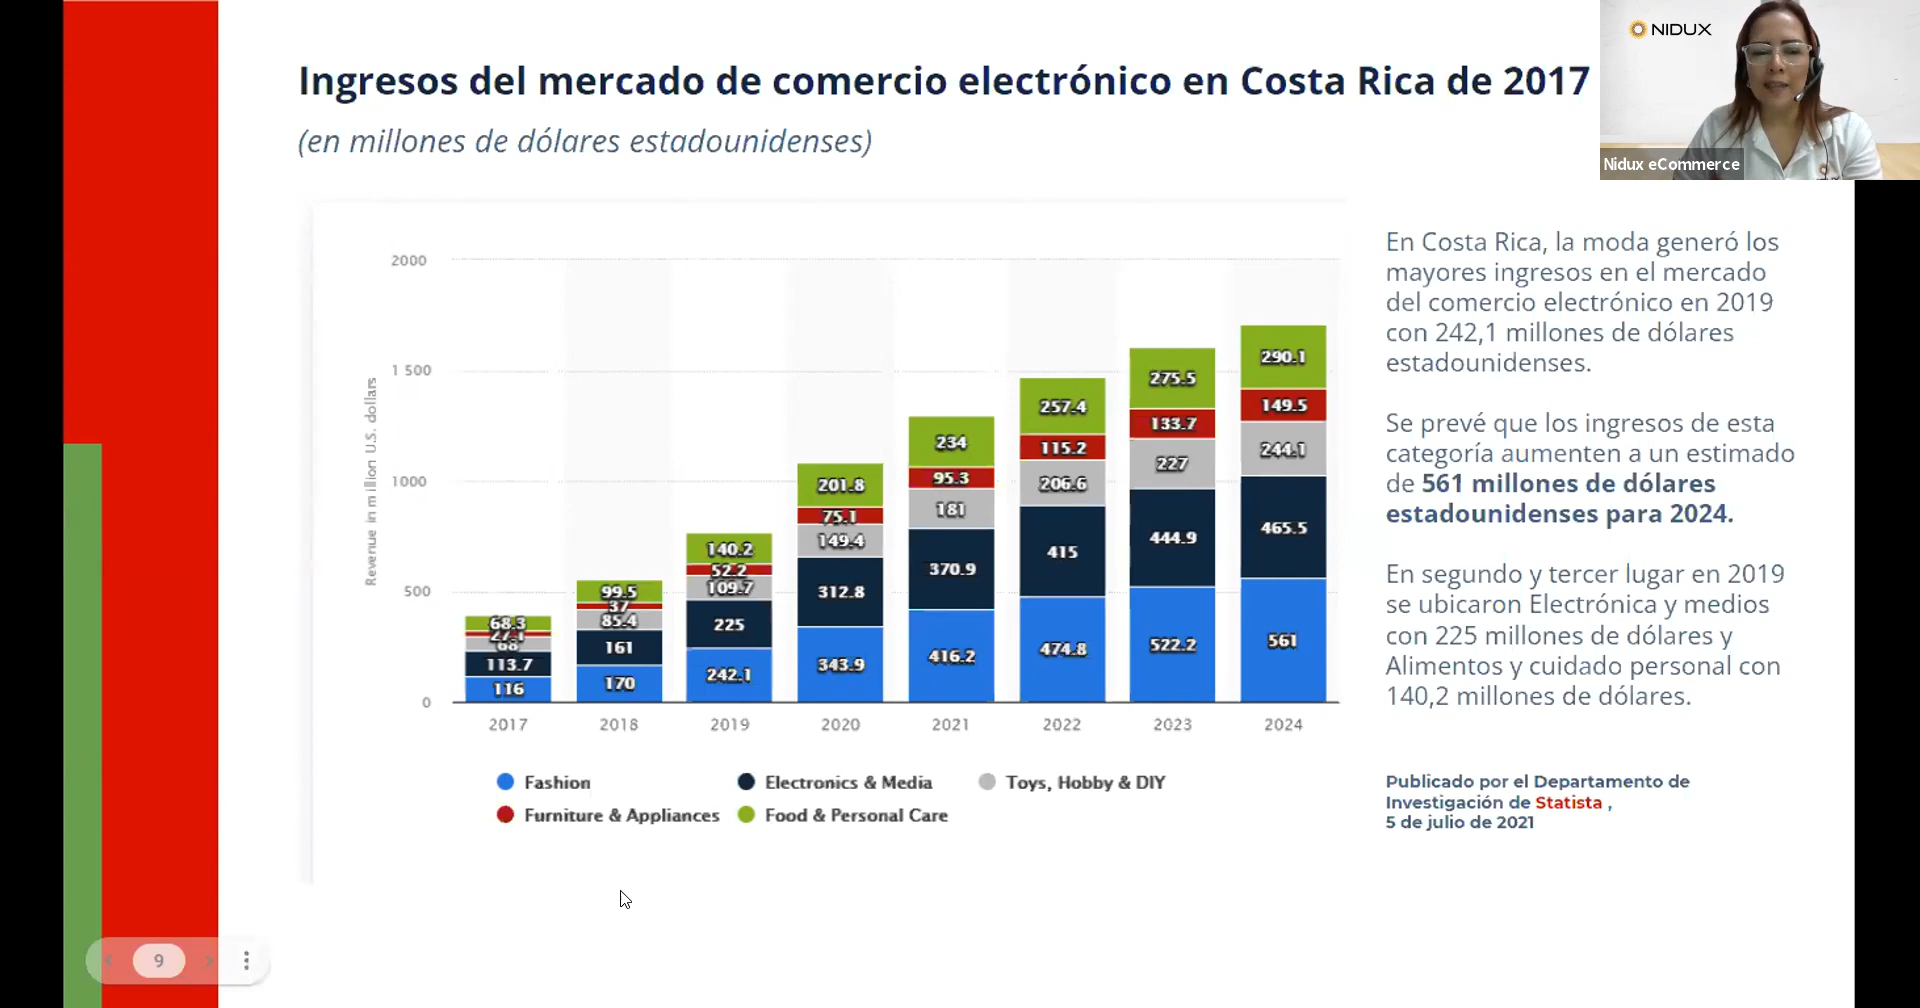 NIDUX
Nidux eCommerce
Ingresos del mercado de comercio electrónico en Costa Rica de 2017
(en millones de dólares estadounidenses)
Revenue in million U.S. dollars
2000
1 500
1000
500
0
68.3
27.1
68
113.7
116
99.5
37
85.4
161
170
140.2
52.2
109.7
225
242.1
201.8
75.1
149.4
312.8
343.9
234
95.3
181
370.9
416.2
257.4
115.2
206.6
415
474.8
275.5
133.7
227
444.9
522.2
290.1
149.5
244.1
465.5
561
2017 2018 2019 2020 2021 2022 2023 2024
Fashion Electronics & Media Toys, Hobby & DIY
Furniture & Appliances Food & Personal Care
En Costa Rica, la moda generó los
mayores ingresos en el mercado
del comercio electrónico en 2019
con 242,1 millones de dólares
estadounidenses.
Se prevé que los ingresos de esta
categoría aumenten a un estimado
de 561 millones de dólares
estadounidenses para 2024.
En segundo y tercer lugar en 2019
se ubicaron Electrónica y medios
con 225 millones de dólares y
Alimentos y cuidado personal con
140,2 millones de dólares.
Publicado por el Departamento de
Investigación de Statista ,
5 de julio de 2021
9